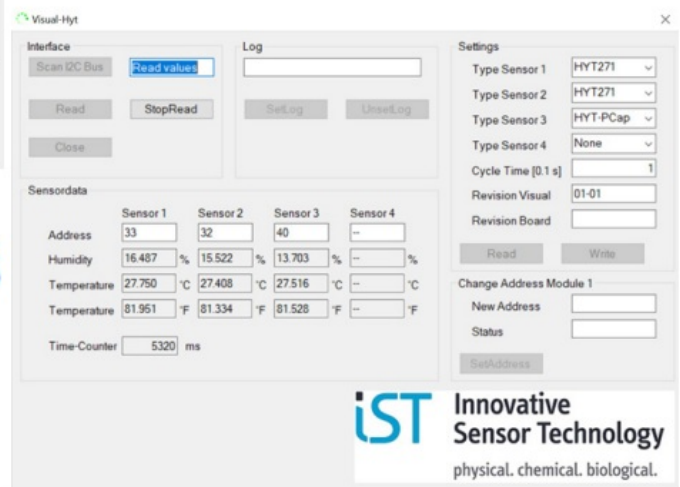 Visual-Hyt
Interface
Scan I2C Bus Read values
Read StopRead
Close
Log
SetLog UnsetLog
Settings
Type Sensor 1 HYT271
Type Sensor 2 HYT271
Type Sensor 3 HYT-PCap
Type Sensor 4 None
Cycle Time [0.1 s] 1
Revision Visual 01-01
Revision Board
Read Write
Sensordata
Sensor 1 Sensor 2 Sensor 3 Sensor 4
Address 33 32 40 --
Humidity 16.487 % 15.522 % 13.703 % -- %
Temperature 27.750 °C 27.408 °C 27.516 °C -- °C
Temperature 81.951 °F 81.334 °F 81.528 °F -- °F
Time-Counter 5320 ms
Change Address Module 1
New Address
Status
SetAddress
iST Innovative
Sensor Technology
physical. chemical. biological.